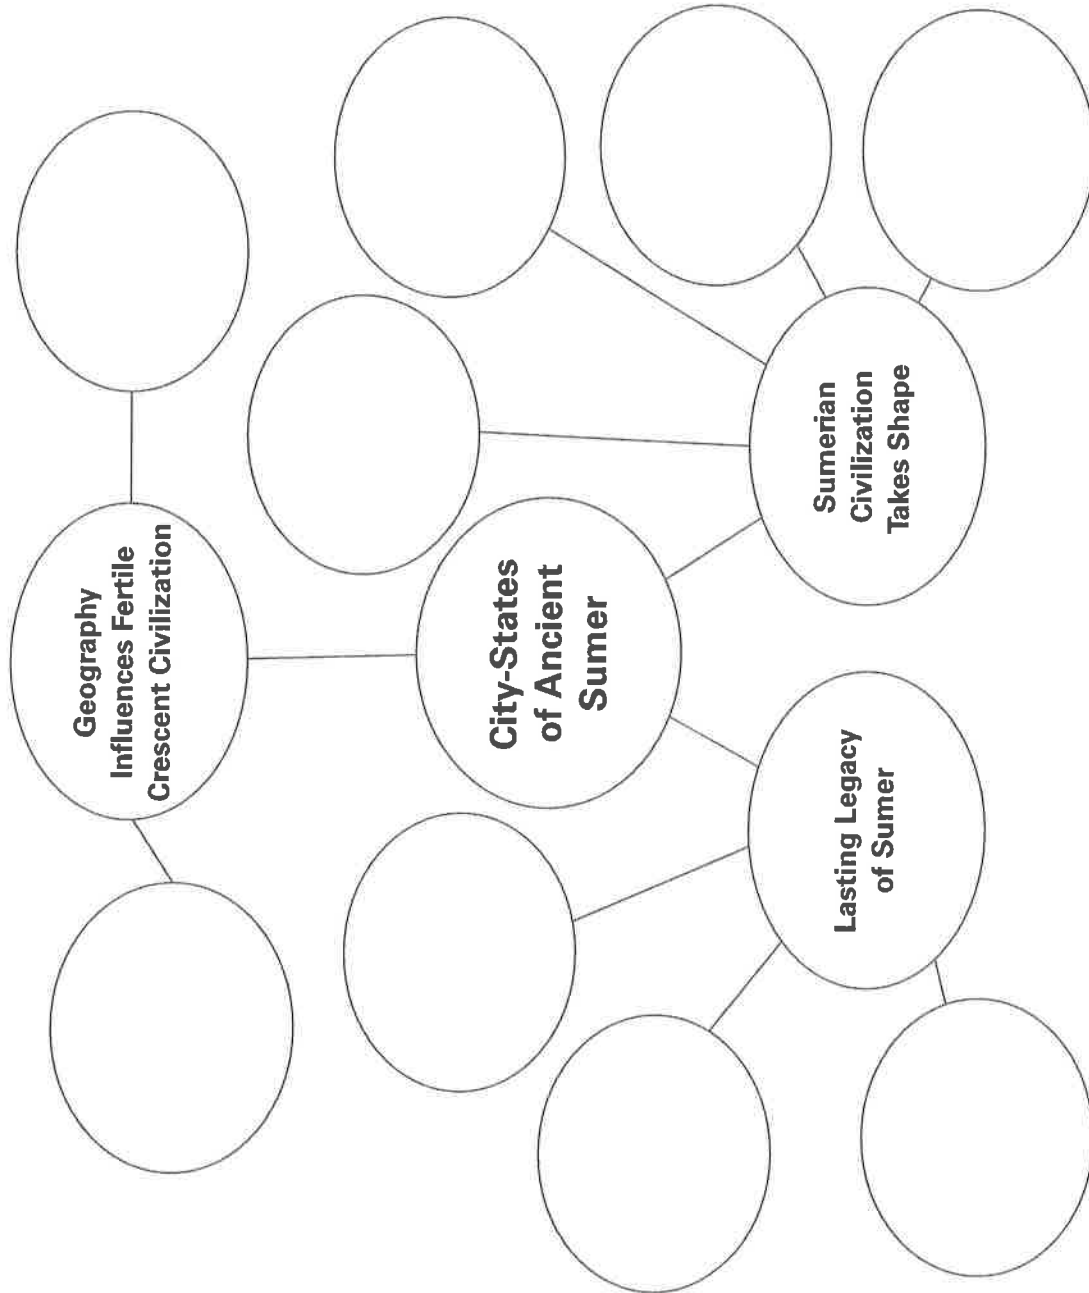 Geography
Influences Fertile
Crescent Civilization
City-States
of Ancient
Sumer
Lasting Legacy
of Sumer
Sumerian
Civilization
Takes Shape